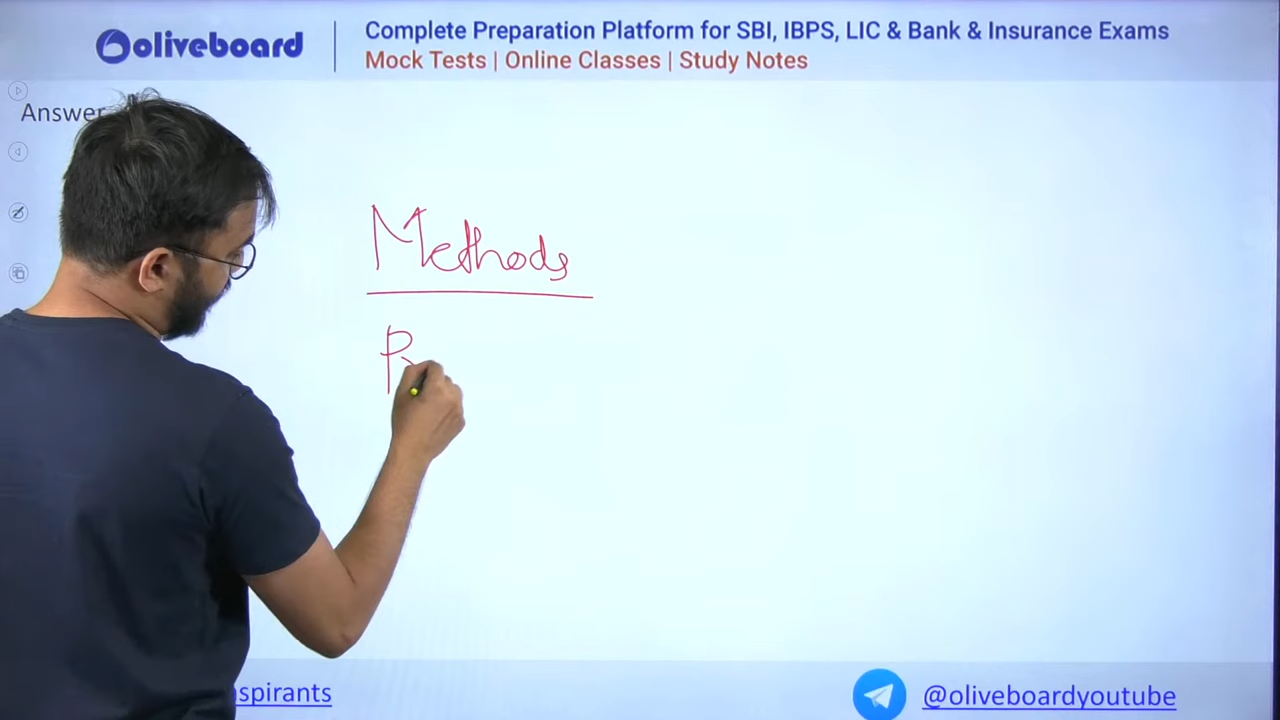 oliveboard
Complete Preparation Platform for SBI, IBPS, LIC & Bank & Insurance Exams
Mock Tests | Online Classes | Study Notes
Answer
Methods
P
spirants
@oliveboardyoutube